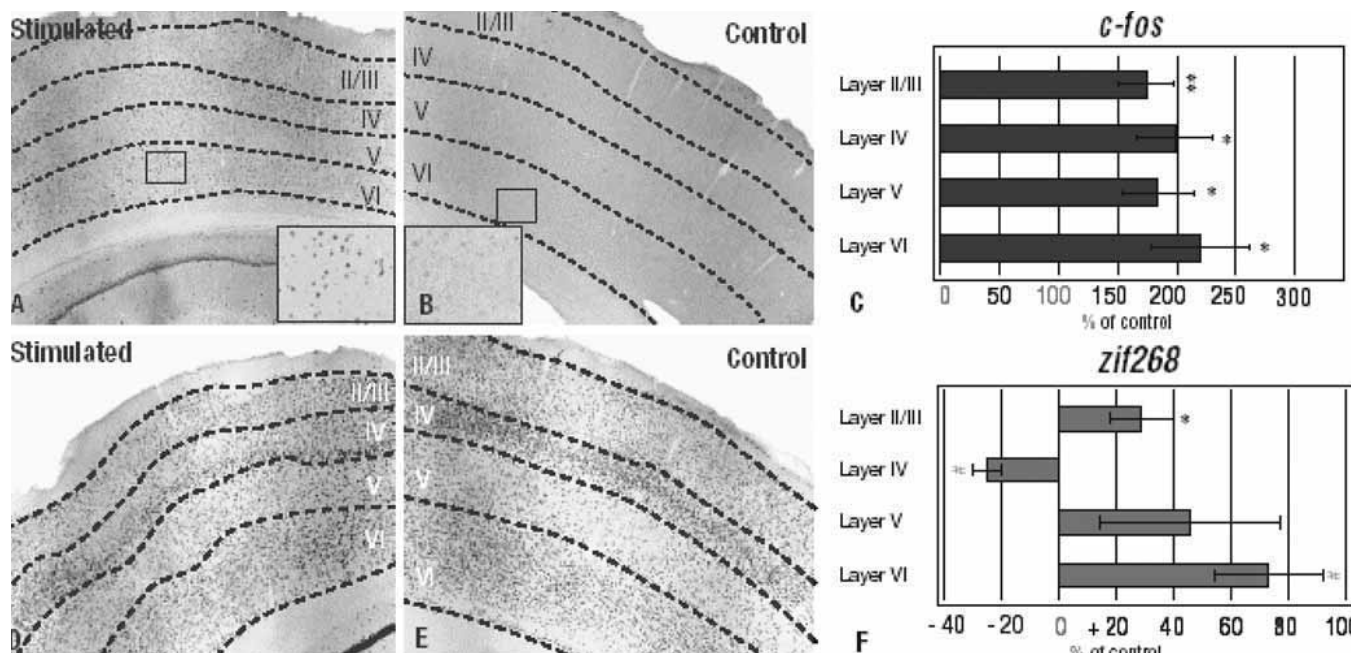 Stimulated
II/III
IV
V
VI
A
II/III
Control
IV
V
VI
B
c-fos
Layer II/III
**
Layer IV
*
Layer V
*
Layer VI
*
0 50 100 150 200 250 300
C
% of control
Stimulated
II/III
IV
V
VI
D
II/III
Control
IV
V
VI
E
zif268
Layer II/III
*
Layer IV
Layer V
Layer VI
- 40 - 20 0 + 20 40 60 80 100
F
% of control